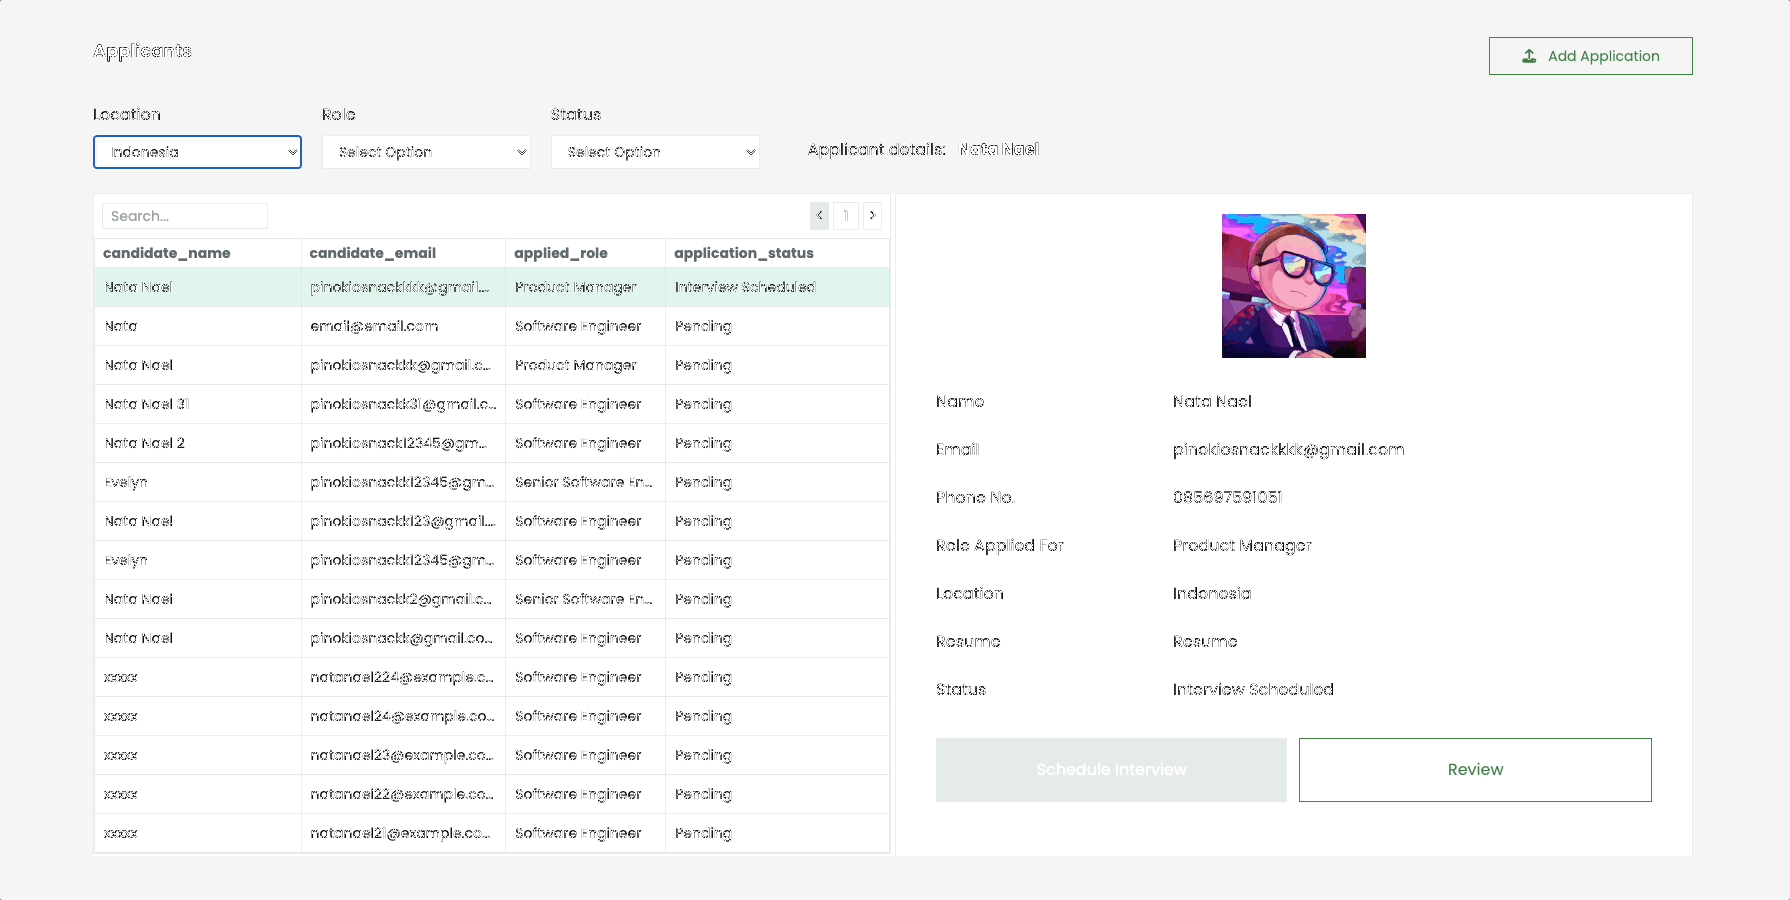 Applicants
Add Application
Location Role Status
Indonesia Select Option Select Option Applicant details: Nata Nael
Search... 1
candidate_name candidate_email applied_role application_status
Nata Nael pinokiosnackkkk@gmail.... Product Manager Interview Scheduled
Nata email@email.com Software Engineer Pending
Nata Nael pinokiosnackkk@gmail.c... Product Manager Pending
Nata Nael 31 pinokiosnackk31@gmail.c... Software Engineer Pending
Nata Nael 2 pinokiosnack12345@gm... Software Engineer Pending
Evelyn pinokiosnackk12345@gm... Senior Software En... Pending
Nata Nael pinokiosnackk123@gmail.... Software Engineer Pending
Evelyn pinokiosnackk12345@gm... Software Engineer Pending
Nata Nael pinokiosnackk2@gmail.c... Senior Software En... Pending
Nata Nael pinokiosnackk@gmail.co... Software Engineer Pending
xxxx natanael224@example.c... Software Engineer Pending
xxxx natanael24@example.co... Software Engineer Pending
xxxx natanael23@example.co... Software Engineer Pending
xxxx natanael22@example.co... Software Engineer Pending
xxxx natanael21@example.co... Software Engineer Pending
Name Nata Nael
Email pinokiosnackkkk@gmail.com
Phone No. 085697591051
Role Applied For Product Manager
Location Indonesia
Resume Resume
Status Interview Scheduled
Schedule Interview Review